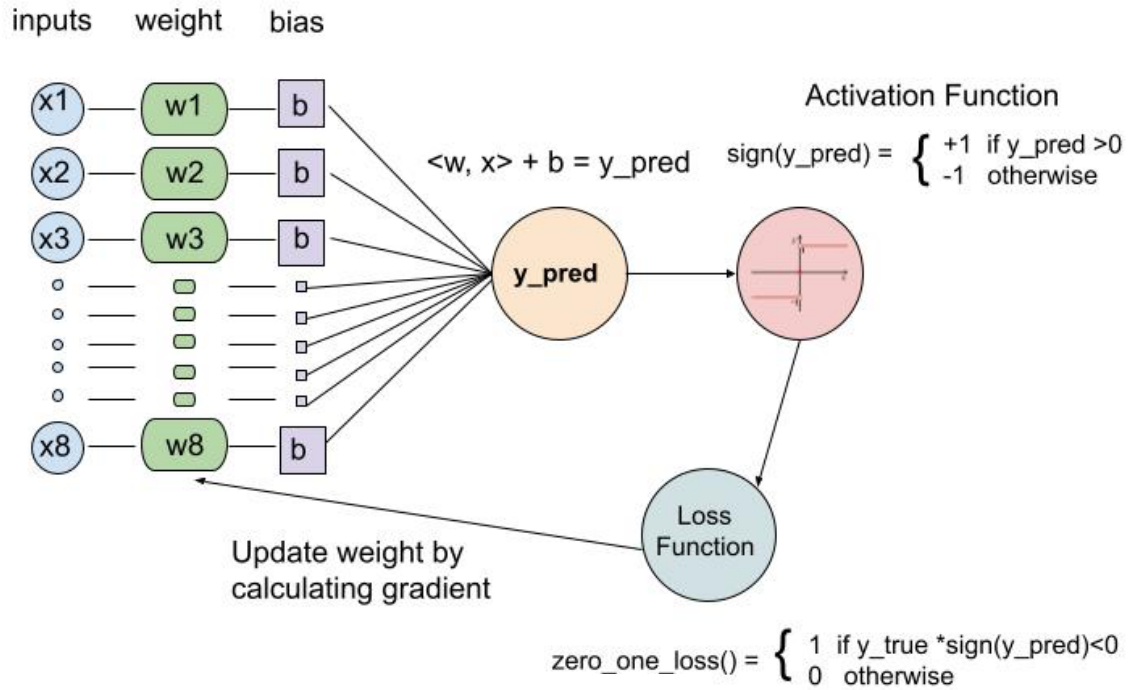 inputs weight bias
x1 w1 b
x2 w2 b
x3 w3 b
x8 w8 b
<w, x> + b = y_pred
y_pred
Activation Function
sign(y_pred) = { +1 if y_pred >0
-1 otherwise
Loss
Function
Update weight by
calculating gradient
zero_one_loss() = { 1 if y_true *sign(y_pred)<0
0 otherwise